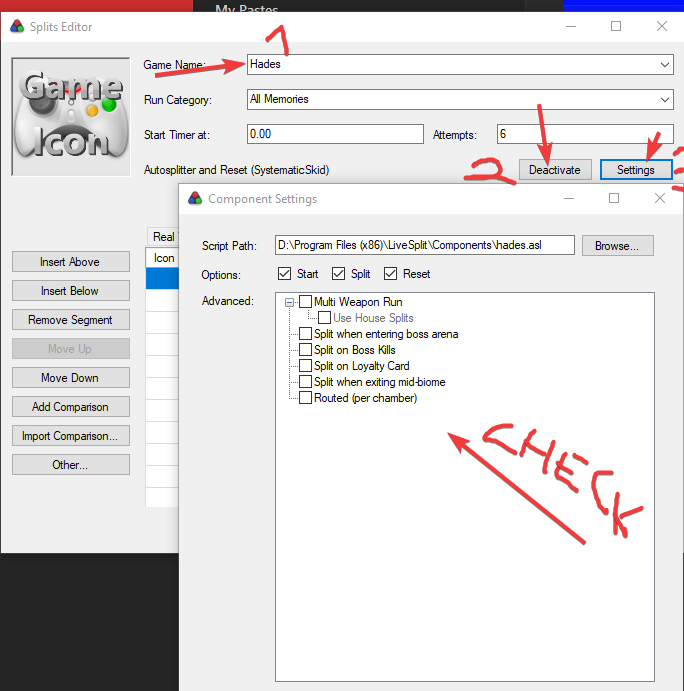 My Pastes
Splits Editor
1
Game Name: Hades
Game
Icon
Run Category: All Memories
Start Timer at: 0.00 Attempts: 6
Autosplitter and Reset (SystematicSkid) 2 Deactivate Settings
Component Settings
Real
Icon
Script Path: D:\Program Files (x86)\LiveSplit\Components\hades.asl Browse...
Options: Start Split Reset
Advanced: Multi Weapon Run
Use House Splits
Split when entering boss arena
Split on Boss Kills
Split on Loyalty Card
Split when exiting mid-biome
Routed (per chamber)
CHECK
Insert Above
Insert Below
Remove Segment
Move Up
Move Down
Add Comparison
Import Comparison...
Other...